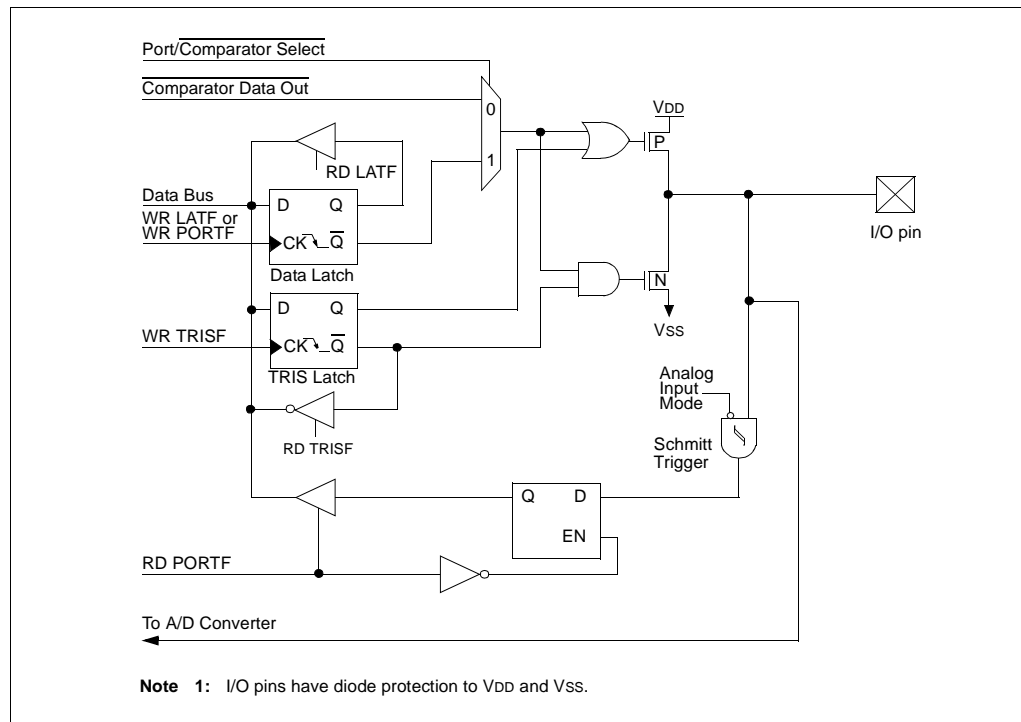 Port/Comparator Select
Comparator Data Out
0
VDD
P
RD LATF
1
Data Bus
D Q
WR LATF or
WR PORTF
CK Q
Data Latch
I/O pin
N
D Q
VSS
WR TRISF
CK Q
TRIS Latch
Analog
Input
Mode
RD TRISF
Schmitt
Trigger
Q D
EN
RD PORTF
To A/D Converter
Note 1: I/O pins have diode protection to VDD and VSS.